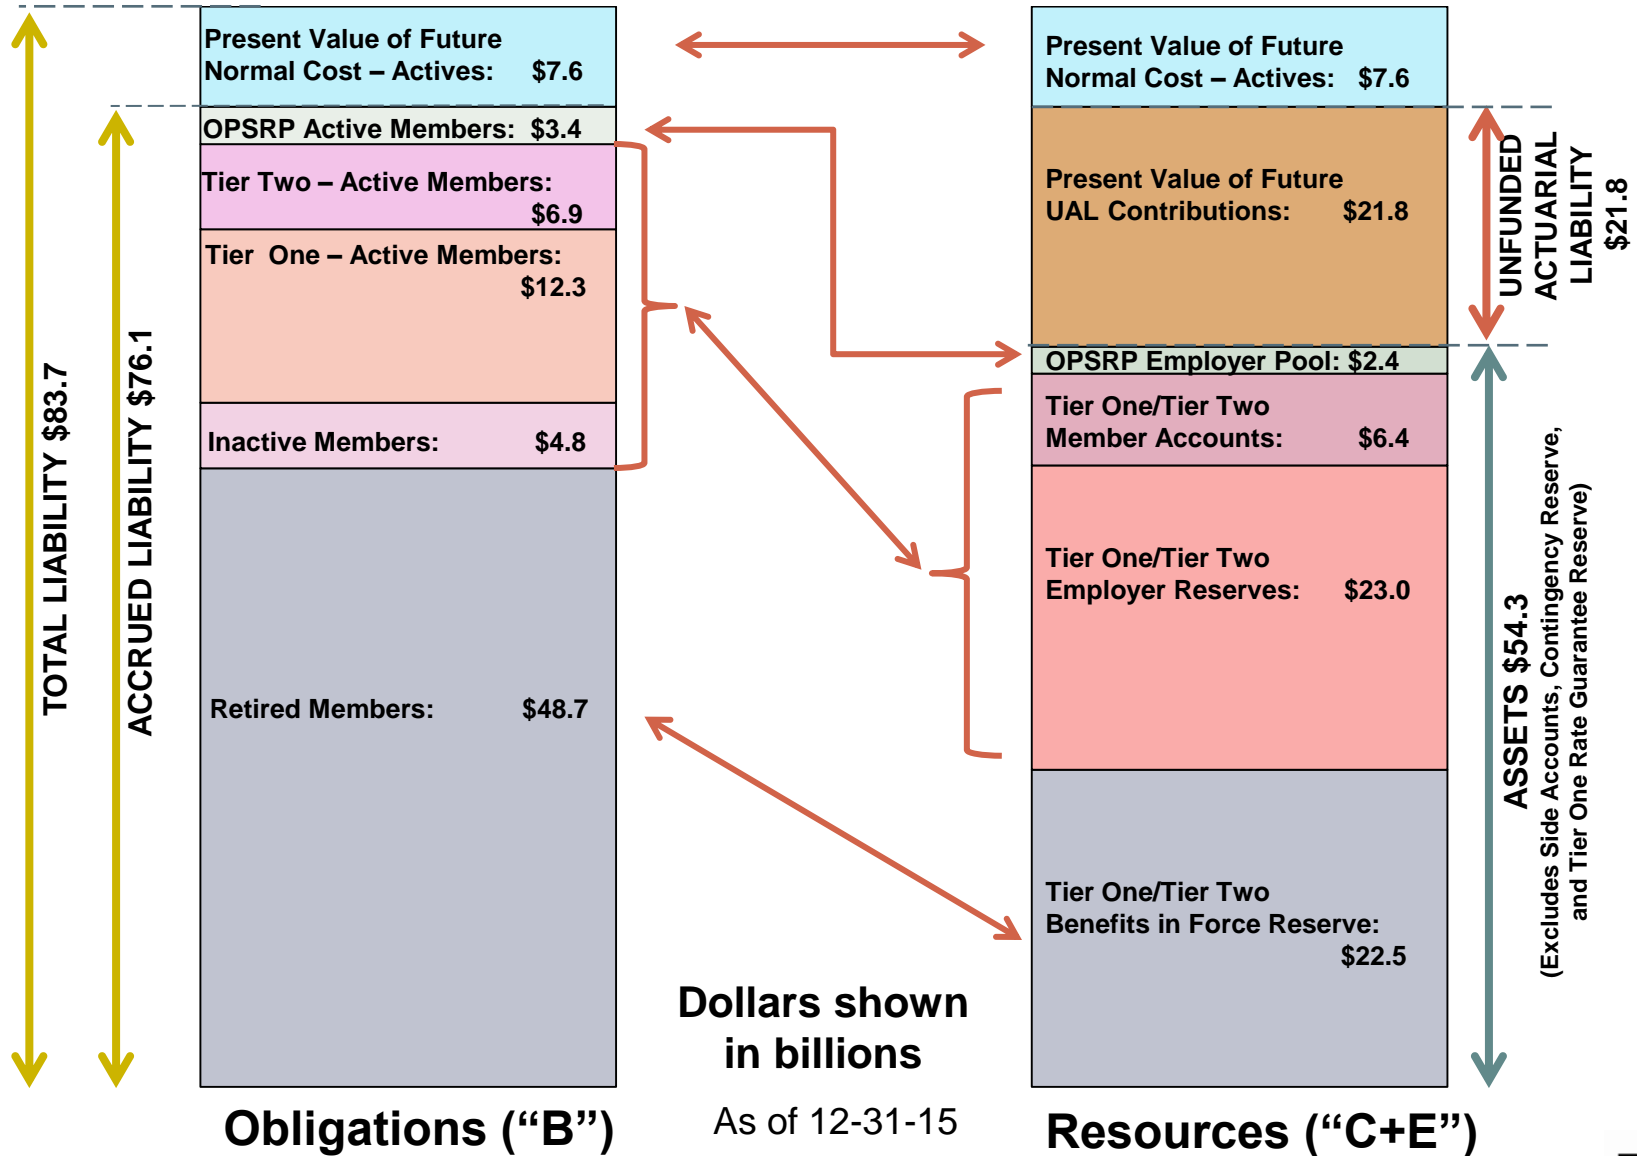 TOTAL LIABILITY $83.7
ACCRUED LIABILITY $76.1
Present Value of Future
Normal Cost – Actives: $7.6
OPSRP Active Members: $3.4
Tier Two – Active Members:
$6.9
Tier One – Active Members:
$12.3
Inactive Members: $4.8
Retired Members: $48.7
Obligations (“B”)
Dollars shown
in billions
As of 12-31-15
Present Value of Future
Normal Cost – Actives: $7.6
Present Value of Future
UAL Contributions: $21.8
OPSRP Employer Pool: $2.4
Tier One/Tier Two
Member Accounts: $6.4
Tier One/Tier Two
Employer Reserves: $23.0
Tier One/Tier Two
Benefits in Force Reserve:
$22.5
Resources (“C+E”)
UNFUNDED
ACTUARIAL
LIABILITY
$21.8
ASSETS $54.3
(Excludes Side Accounts, Contingency Reserve,
and Tier One Rate Guarantee Reserve)